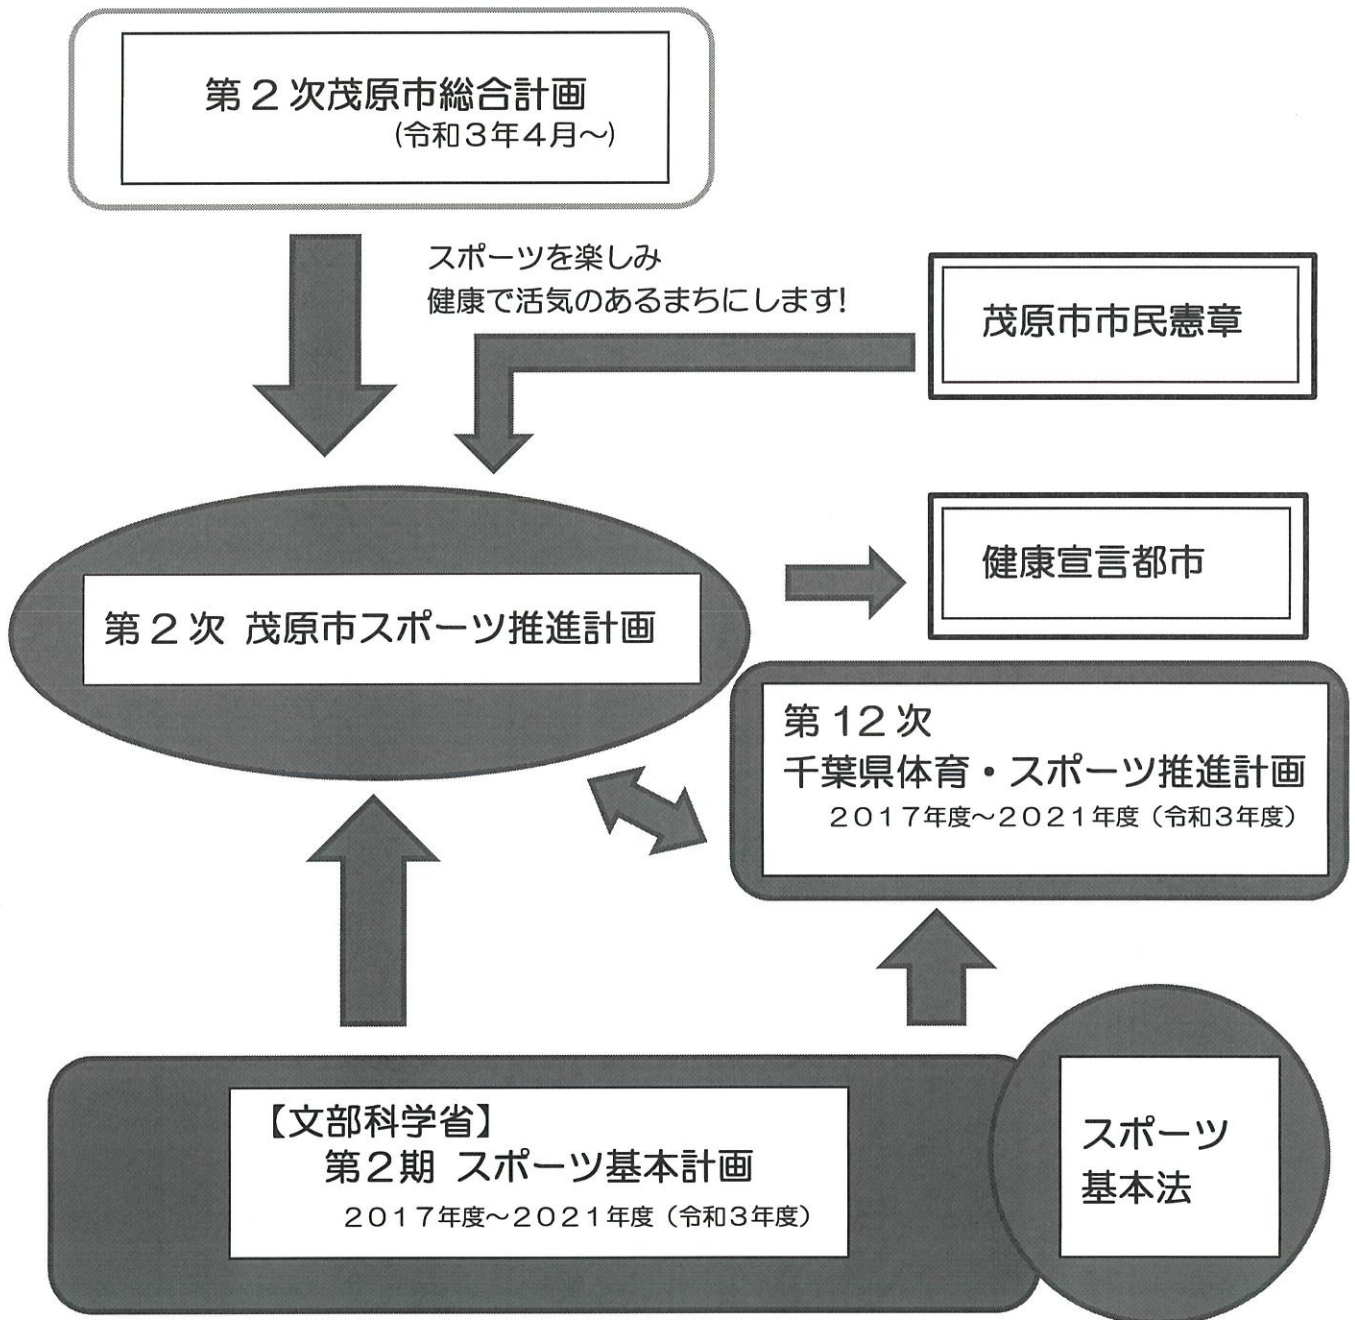 第2次茂原市総合計画
(令和3年4月～)
スポーツを楽しみ
健康で活気のあるまちにします!
茂原市市民憲章
健康宣言都市
第2次 茂原市スポーツ推進計画
第12次
千葉県体育・スポーツ推進計画
2017年度～2021年度（令和3年度）
【文部科学省】
第2期 スポーツ基本計画
2017年度～2021年度（令和3年度）
スポーツ
基本法